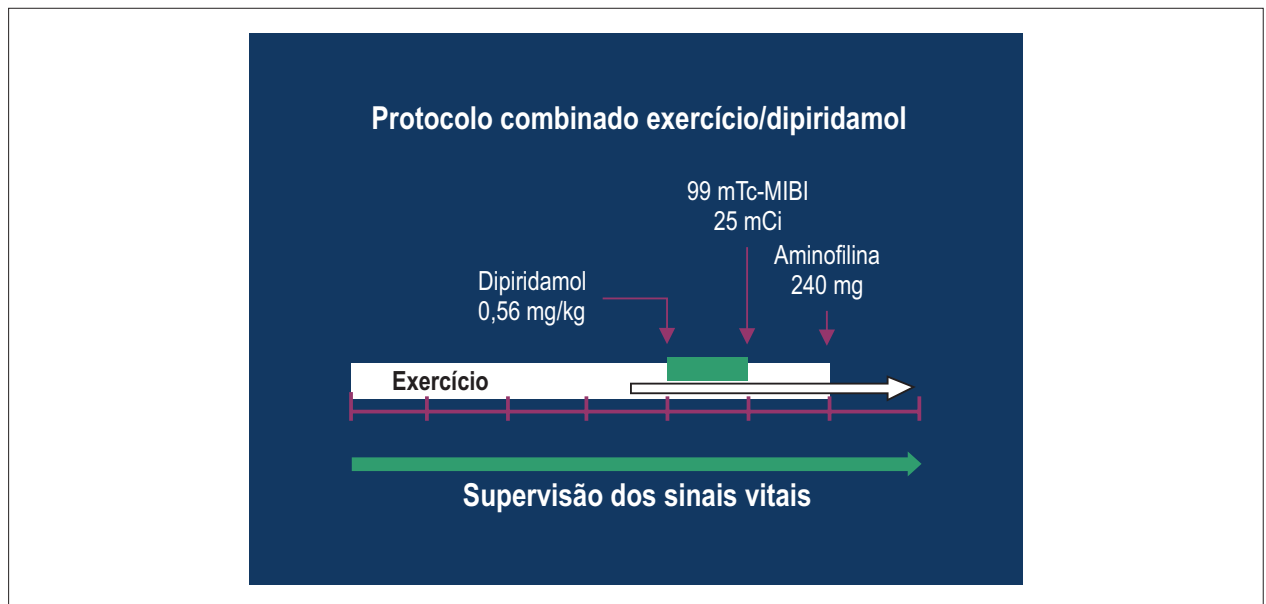 Protocolo combinado exercício/dipiridamol
99 mTc-MIBI
25 mCi
Aminofilina
240 mg
Dipiridamol
0,56 mg/kg
Exercício
Supervisão dos sinais vitais